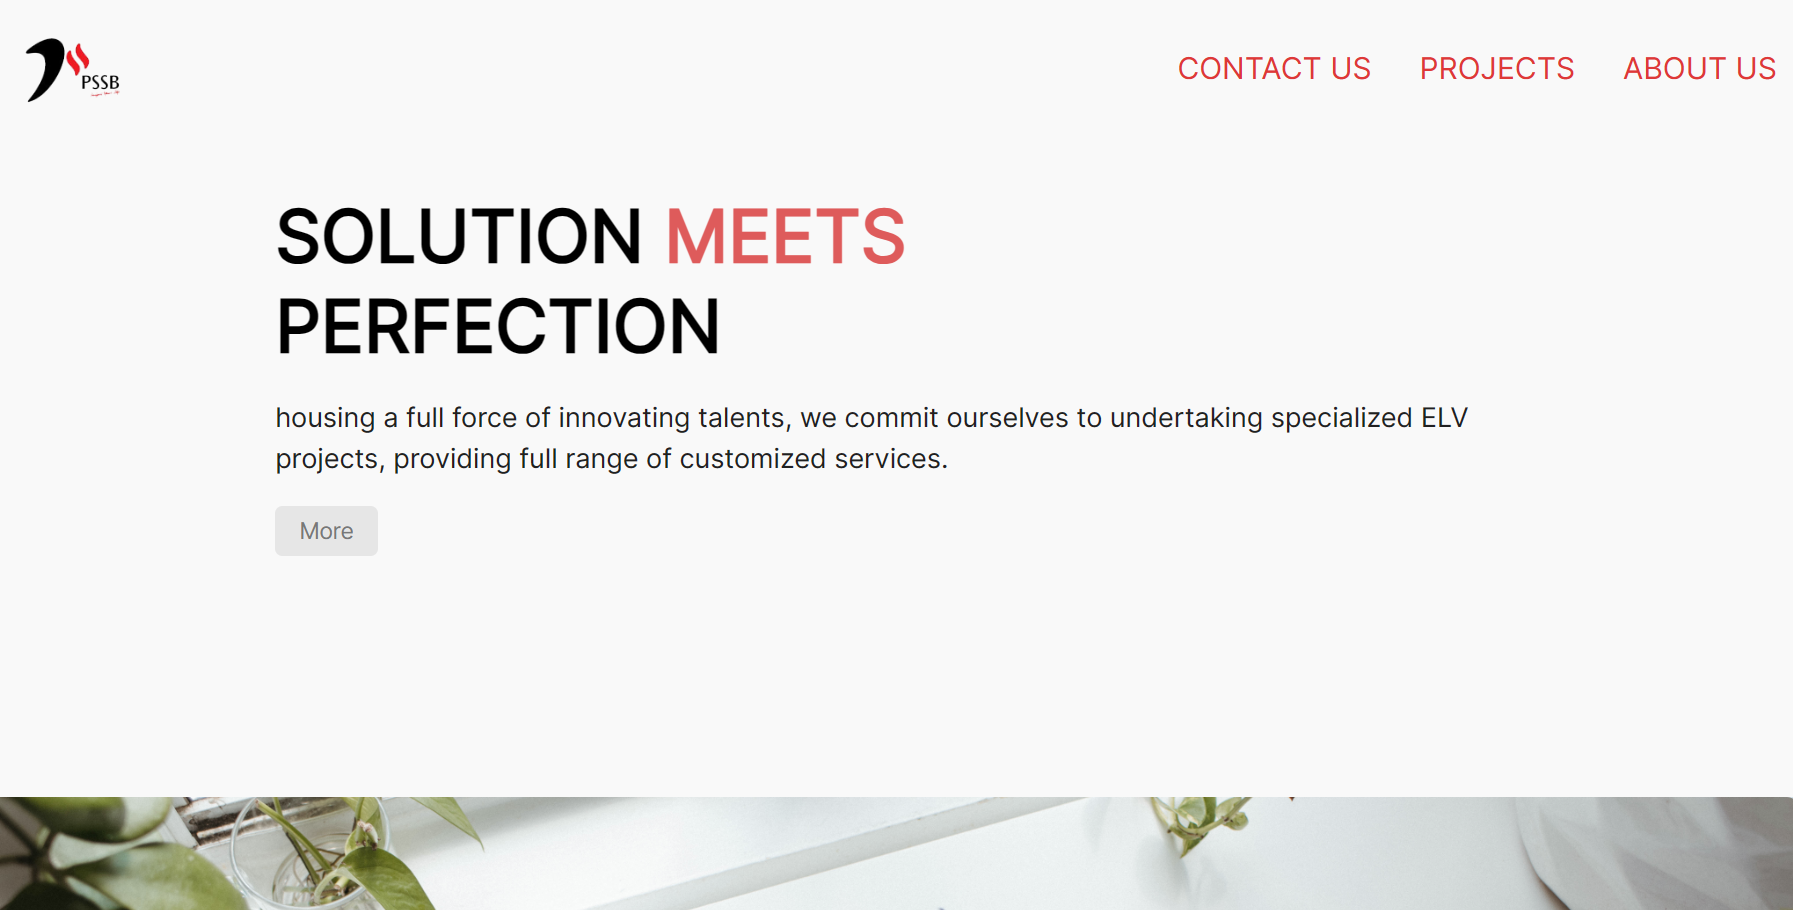 PSSB
CONTACT US
PROJECTS
ABOUT US
SOLUTION MEETS
PERFECTION
housing a full force of innovating talents, we commit ourselves to undertaking specialized ELV
projects, providing full range of customized services.
More